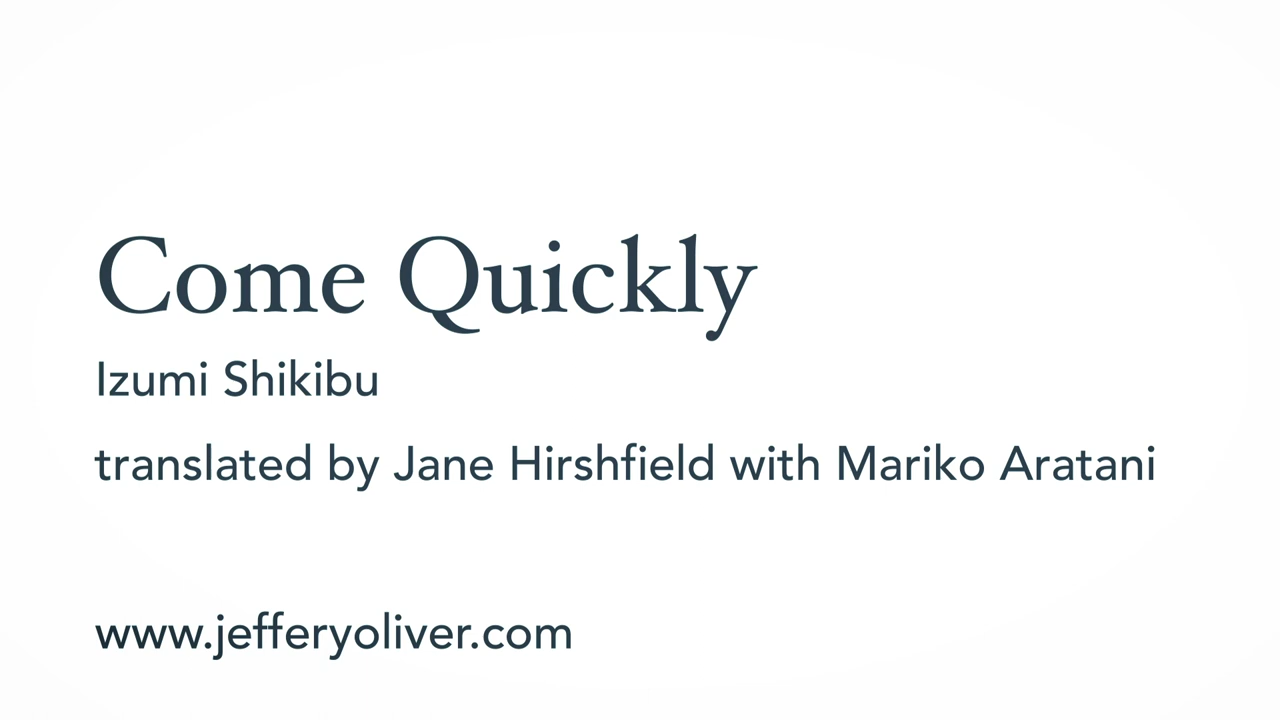 Come Quickly
Izumi Shikibu
translated by Jane Hirshfield with Mariko Aratani
www.jefferyoliver.com